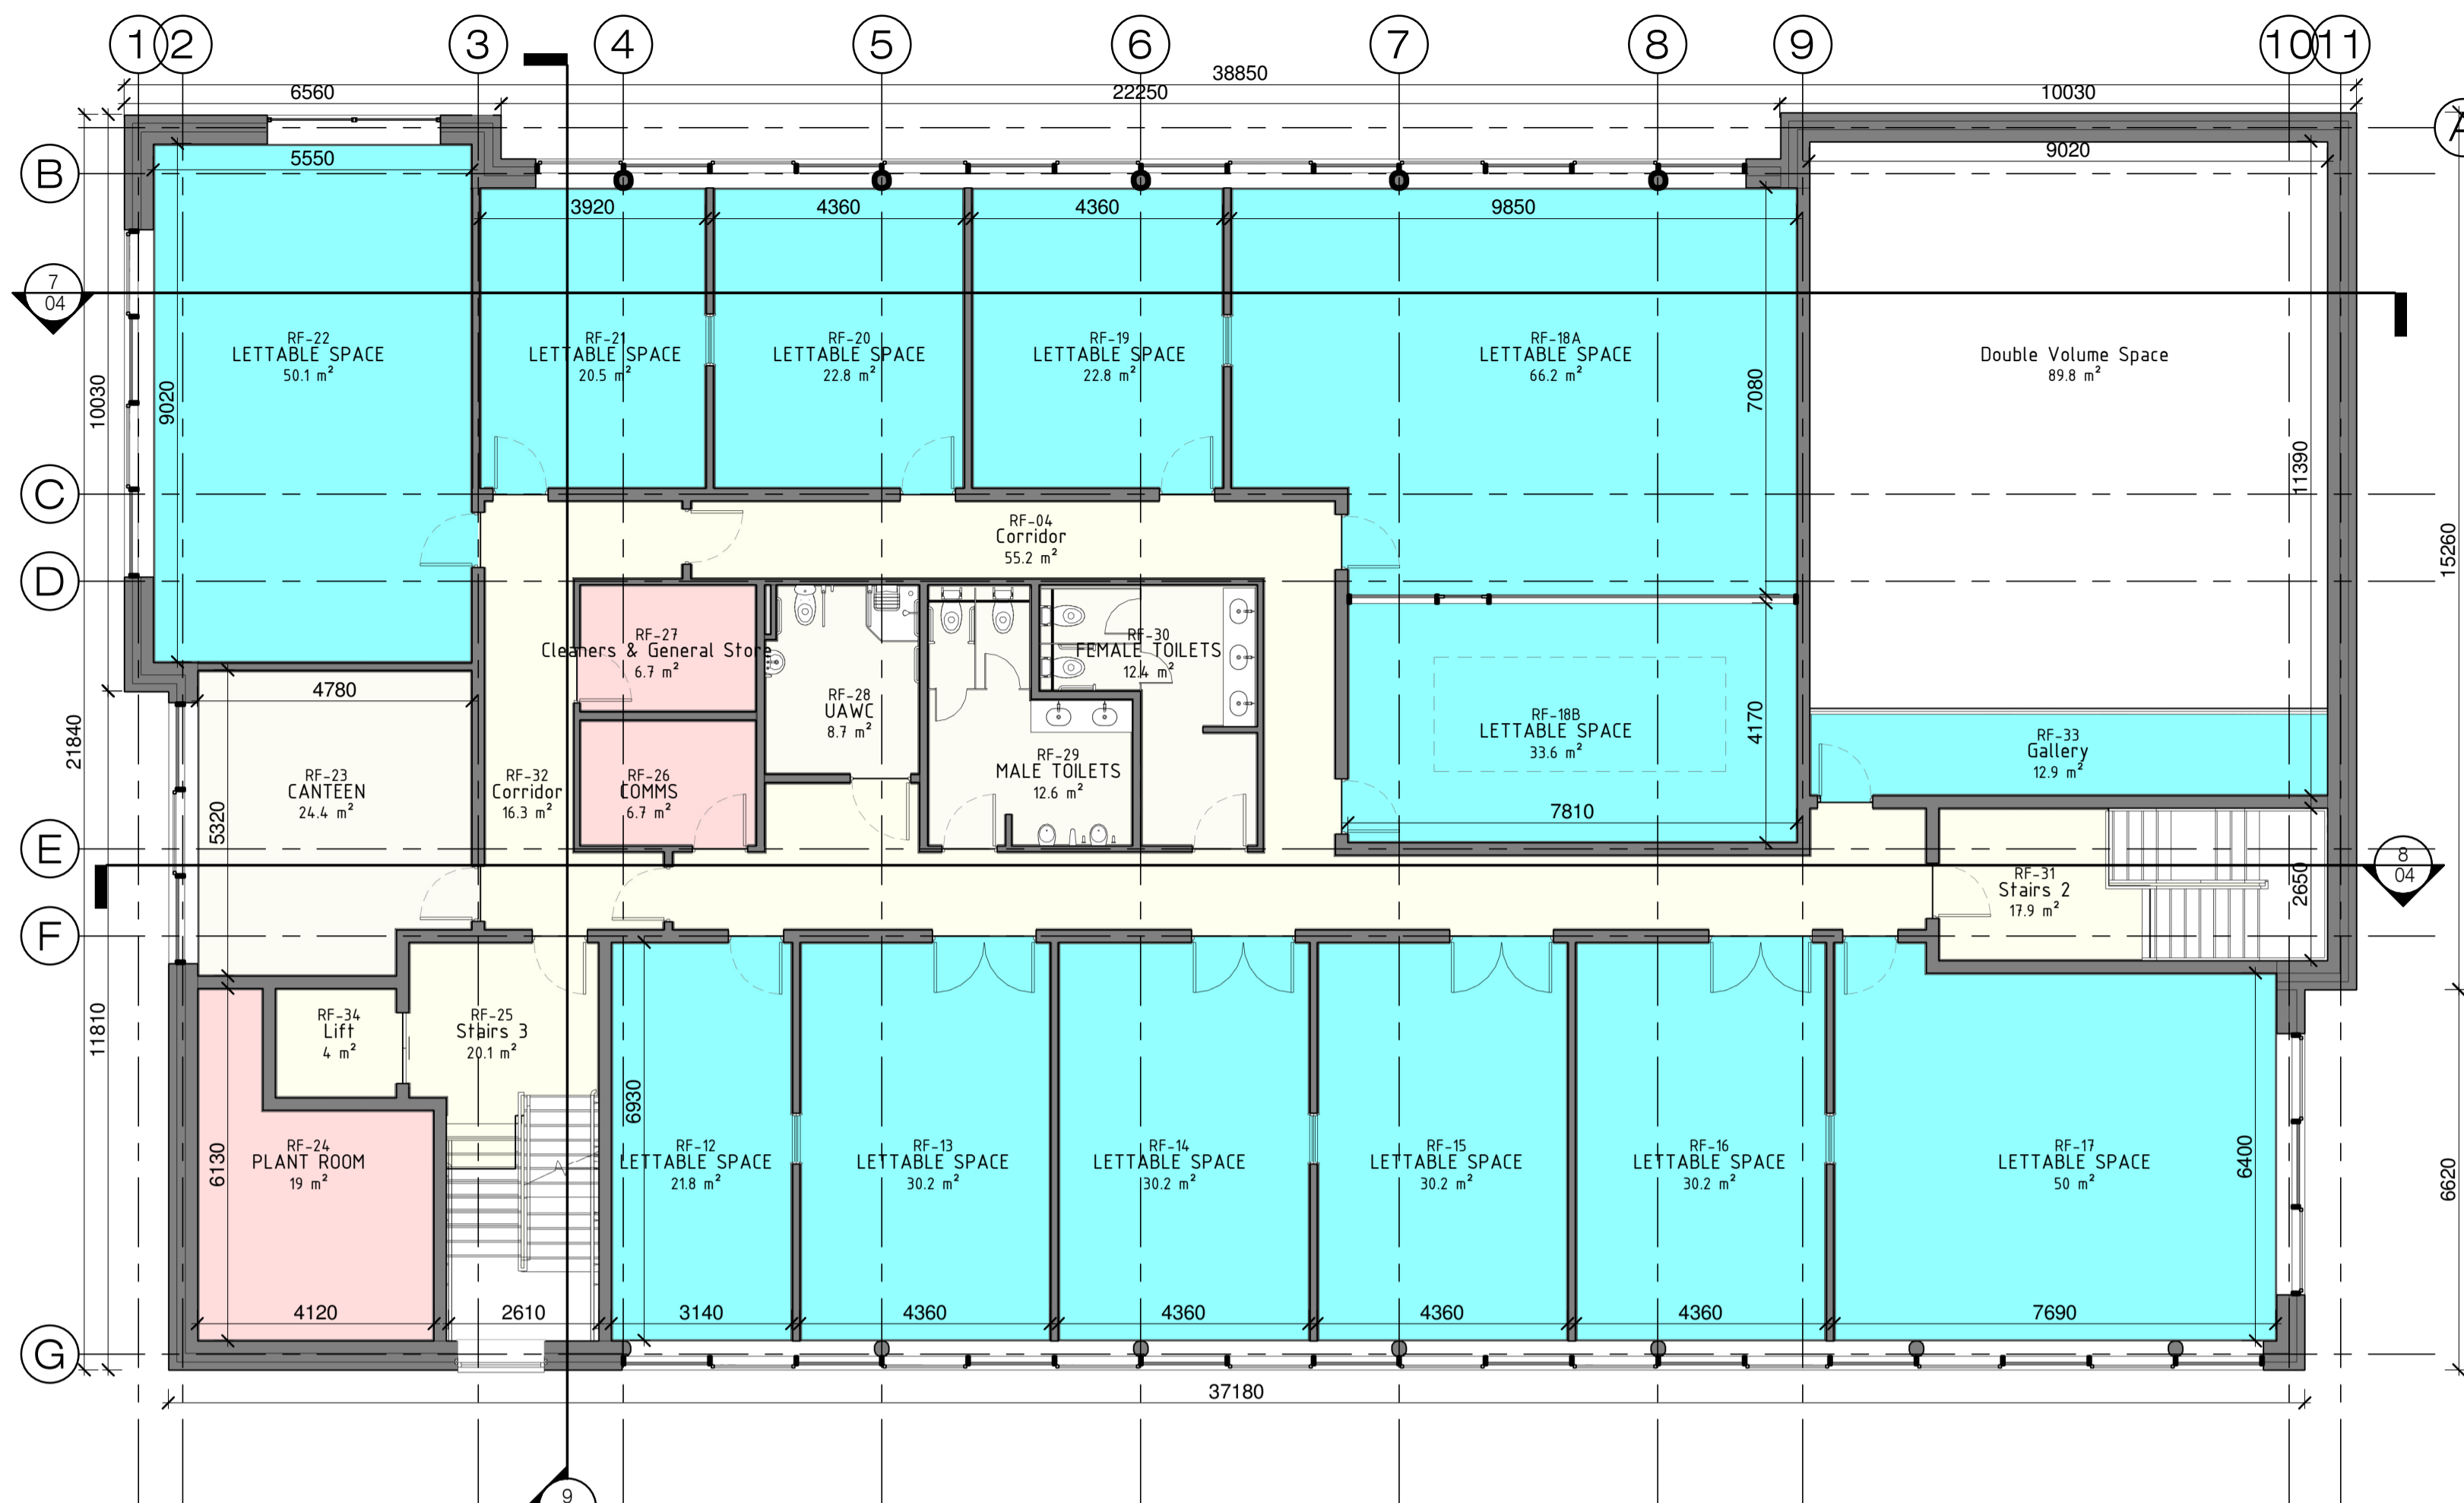 1 2 3 4 5 6 7 8 9 10 11
38850
6560 22250 10030
A
B
5550
9020
3920 4360 4360 9850
7
04
RF-22
LETTABLE SPACE
50.1 m²
RF-21
LETTABLE SPACE
20.5 m²
RF-20
LETTABLE SPACE
22.8 m²
RF-19
LETTABLE SPACE
22.8 m²
RF-18A
LETTABLE SPACE
66.2 m²
Double Volume Space
89.8 m²
10030
9020
7080
11390
C
RF-04
Corridor
55.2 m²
15260
D
RF-27
Cleaners & General Store
6.7 m²
RF-30
FEMALE TOILETS
12.4 m²
4780
RF-28
UAWC
8.7 m²
RF-18B
LETTABLE SPACE
33.6 m²
4170
21840
RF-33
Gallery
12.9 m²
RF-23
CANTEEN
24.4 m²
RF-32
Corridor
16.3 m²
RF-26
COMMS
6.7 m²
RF-29
MALE TOILETS
12.6 m²
5320
7810
E
8
04
RF-31
Stairs 2
17.9 m²
2650
F
11810
RF-34
Lift
4 m²
RF-25
Stairs 3
20.1 m²
6930
RF-24
PLANT ROOM
19 m²
6130
RF-12
LETTABLE SPACE
21.8 m²
RF-13
LETTABLE SPACE
30.2 m²
RF-14
LETTABLE SPACE
30.2 m²
RF-15
LETTABLE SPACE
30.2 m²
RF-16
LETTABLE SPACE
30.2 m²
RF-17
LETTABLE SPACE
50 m²
6400
6620
4120 2610 3140 4360 4360 4360 4360 7690
G
37180
9